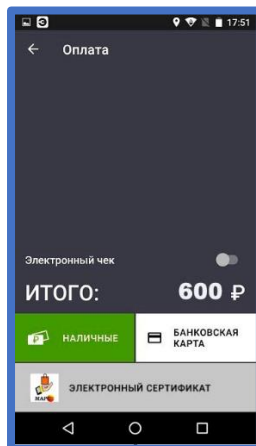 17:51
Оплата
Электронный чек
ИТОГО: 600 ₽
НАЛИЧНЫЕ
БАНКОВСКАЯ
КАРТА
ЭЛЕКТРОННЫЙ СЕРТИФИКАТ